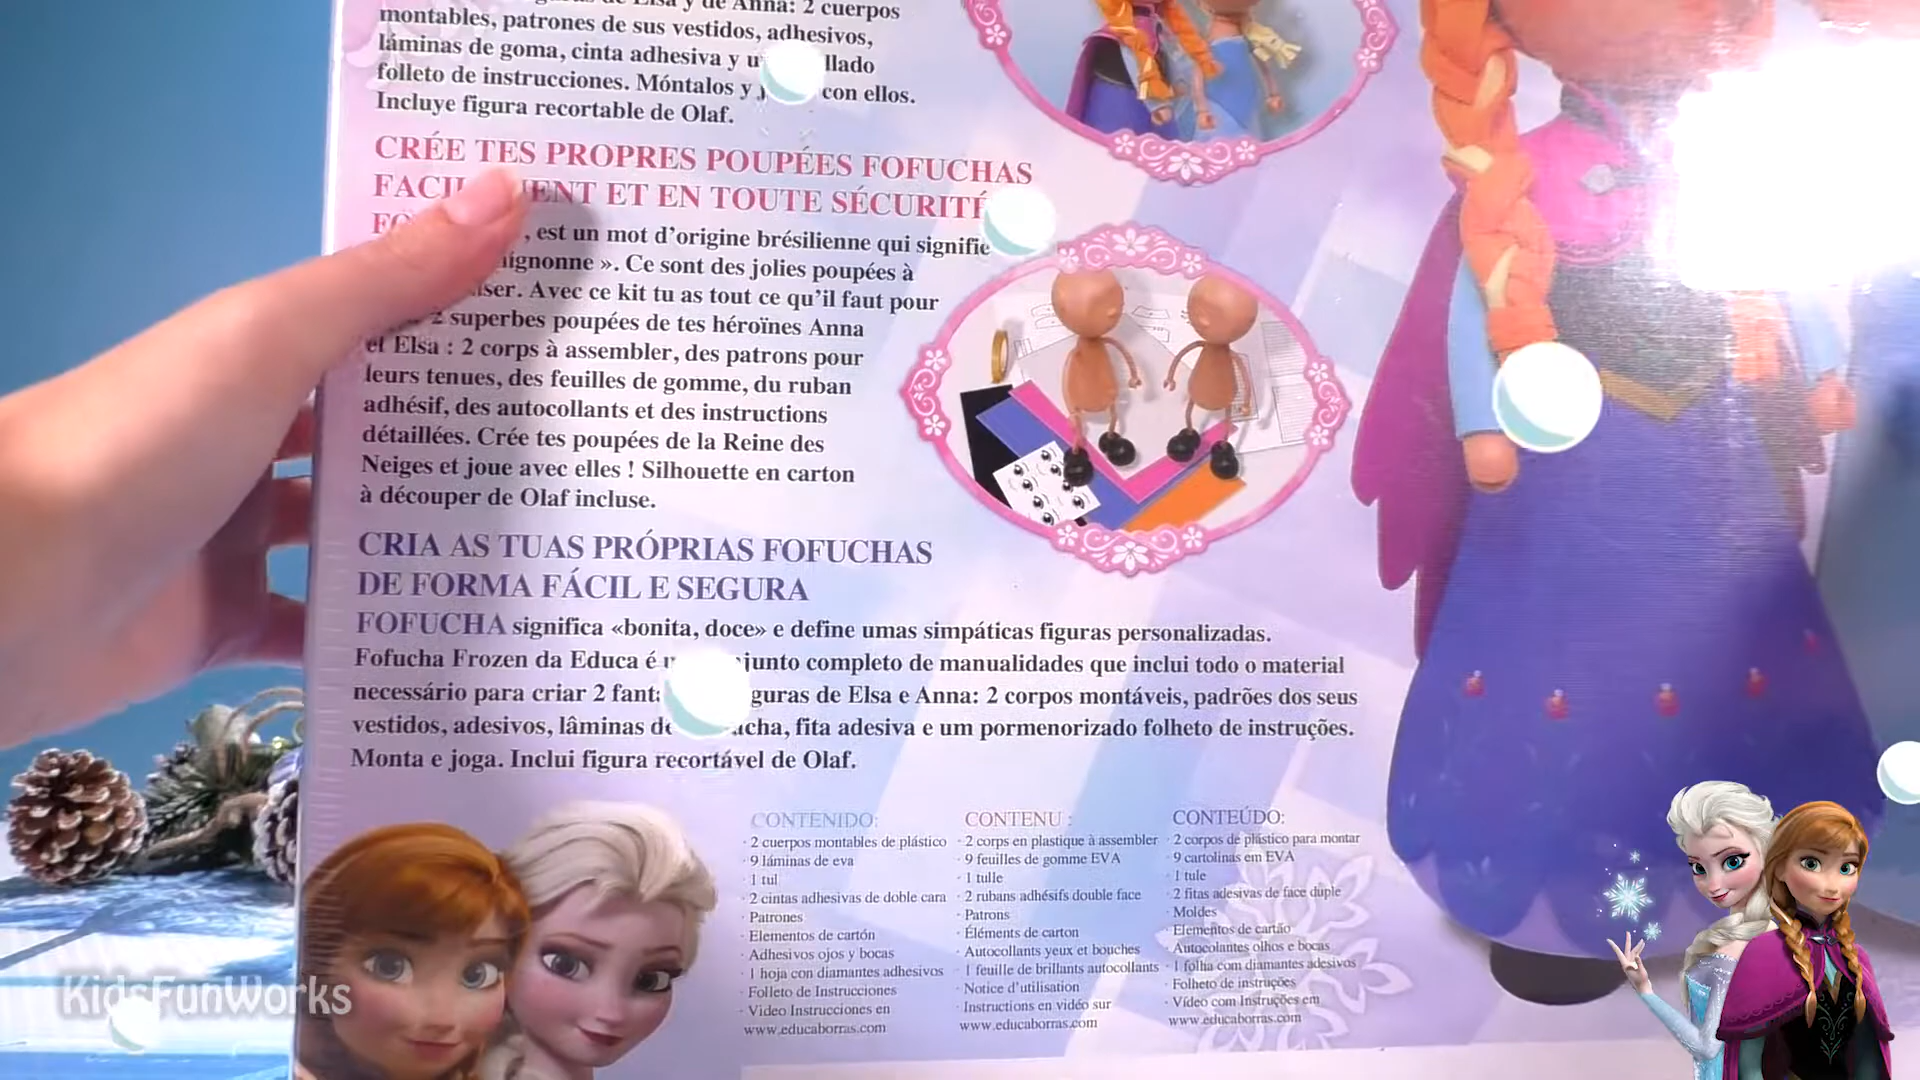 de Elsa y de Anna: 2 cuerpos
montables, patrones de sus vestidos, adhesivos,
láminas de goma, cinta adhesiva y
folleto de instrucciones. Móntalos y con ellos.
Incluye figura recortable de Olaf.
CRÉE TES PROPRES POUPÉES FOFUCHAS
ET EN TOUTE SÉCURITÉ
, est un mot d'origine brésilienne qui signifie
». Ce sont des jolies poupées à
Avec ce kit tu as tout ce qu'il faut pour
2 superbes poupées de tes héroïnes Anna
et Elsa : 2 corps à assembler, des patrons pour
leurs tenues, des feuilles de gomme, du ruban
adhésif, des autocollants et des instructions
détaillées. Crée tes poupées de la Reine des
Neiges et joue avec elles ! Silhouette en carton
à découper de Olaf incluse.
CRIA AS TUAS PRÓPRIAS FOFUCHAS
DE FORMA FÁCIL E SEGURA
FOFUCHA significa «bonita, doce» e define umas simpáticas figuras personalizadas.
Fofucha Frozen da Educa é completo de manualidades que inclui todo o material
necessário para criar 2 de Elsa e Anna: 2 corpos montáveis, padrões dos seus
vestidos, adesivos, lâminas fita adesiva e um pormenorizado folheto de instruções.
Monta e joga. Inclui figura recortável de Olaf.
CONTENIDO:
· 2 cuerpos montables de plástico
· 9 láminas de eva
· 1 tul
· 2 cintas adhesivas de doble cara
· Patrones
· Elementos de cartón
· Adhesivos ojos y bocas
· 1 hoja con diamantes adhesivos
· Folleto de Instrucciones
· Video Instrucciones en
www.educaborras.com
CONTENU :
· 2 corps en plastique à assembler
· 9 feuilles de gomme EVA
· 1 tulle
· 2 rubans adhésifs double face
· Patrons
· Éléments de carton
· Autocollants yeux et bouches
· 1 feuille de brillants autocollants
· Notice d'utilisation
· Instructions en vidéo sur
www.educaborras.com
CONTEÚDO:
· 2 corpos de plástico para montar
· 9 cartolinas em EVA
· 1 tule
· 2 fitas adesivas de face duple
· Moldes
· Elementos de cartão
· Autocolantes olhos e bocas
· 1 folha com diamantes adesivos
· Folheto de instruções
· Vídeo com Instruções em
www.educaborras.com
KidsFunWorks